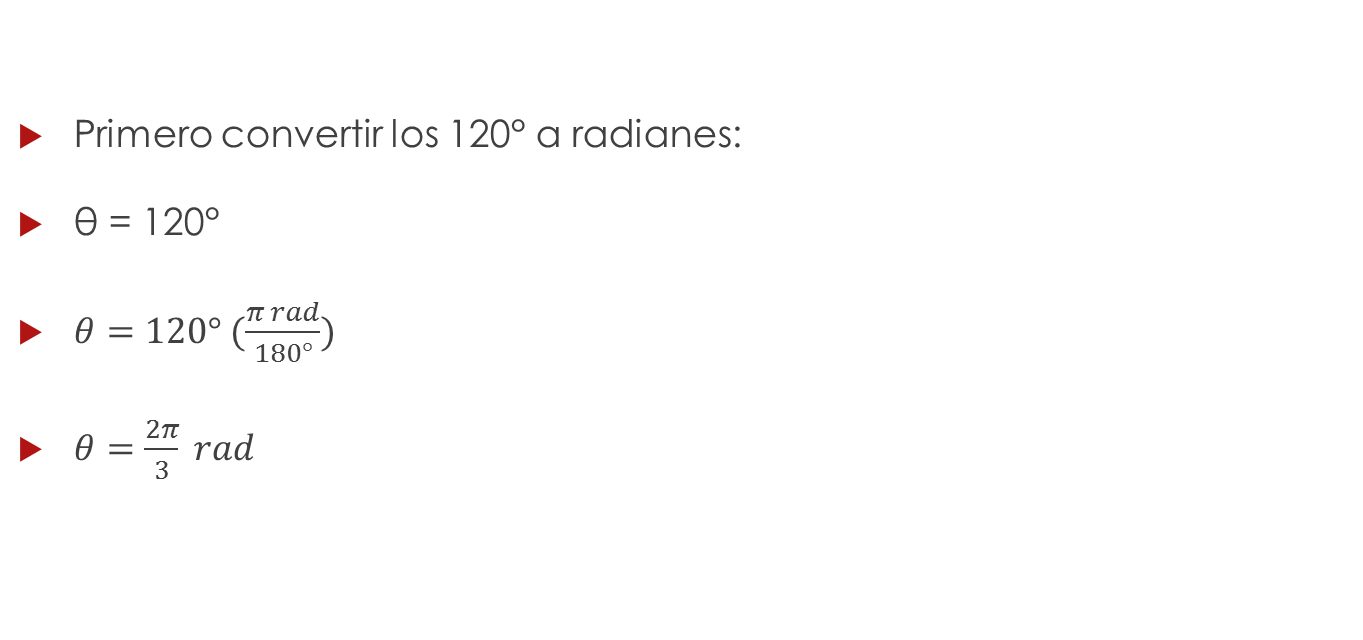 Primero convertir los 120° a radianes:
θ = 120°
θ = 120° (π rad / 180°)
θ = 2π / 3 rad